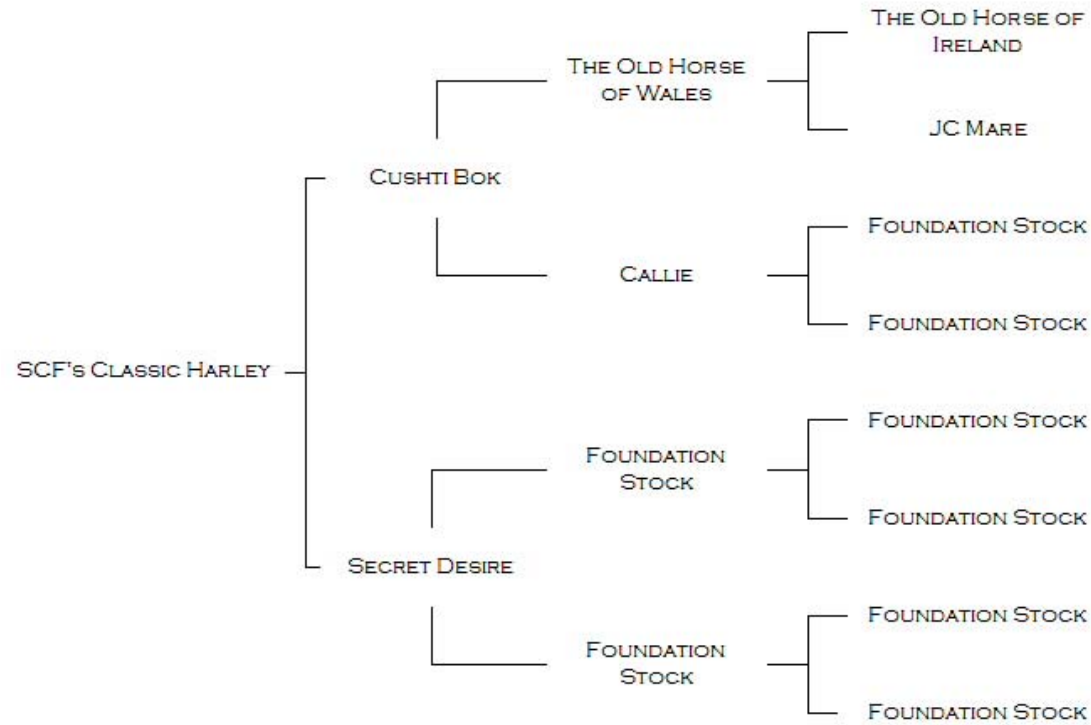 The Old Horse of
Ireland
The Old Horse
of Wales
JC Mare
Cushti Bok
Foundation Stock
Callie
Foundation Stock
SCF's Classic Harley
Foundation Stock
Foundation
Stock
Foundation Stock
Secret Desire
Foundation Stock
Foundation
Stock
Foundation Stock